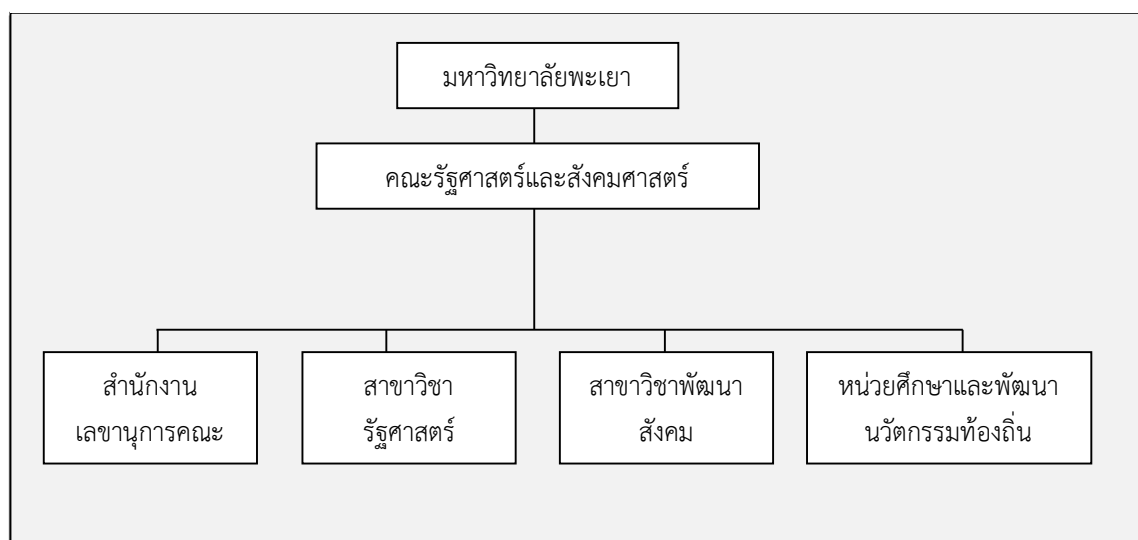 มหาวิทยาลัยพะเยา
คณะรัฐศาสตร์และสังคมศาสตร์
สำนักงาน
เลขานุการคณะ
สาขาวิชา
รัฐศาสตร์
สาขาวิชาพัฒนา
สังคม
หน่วยศึกษาและพัฒนา
นวัตกรรมท้องถิ่น